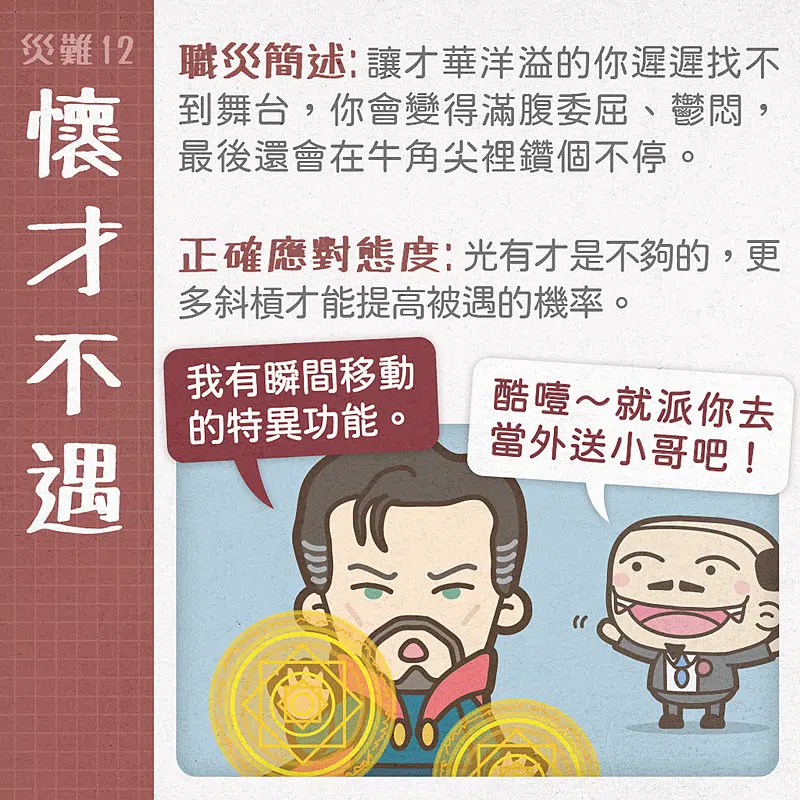 災難12
懷才不遇
職災簡述:讓才華洋溢的你遲遲找不
到舞台，你會變得滿腹委屈、鬱悶，
最後還會在牛角尖裡鑽個不停。
正確應對態度:光有才是不夠的，更
多斜槓才能提高被遇的機率。
我有瞬間移動
的特異功能。
酷噎～就派你去
當外送小哥吧！